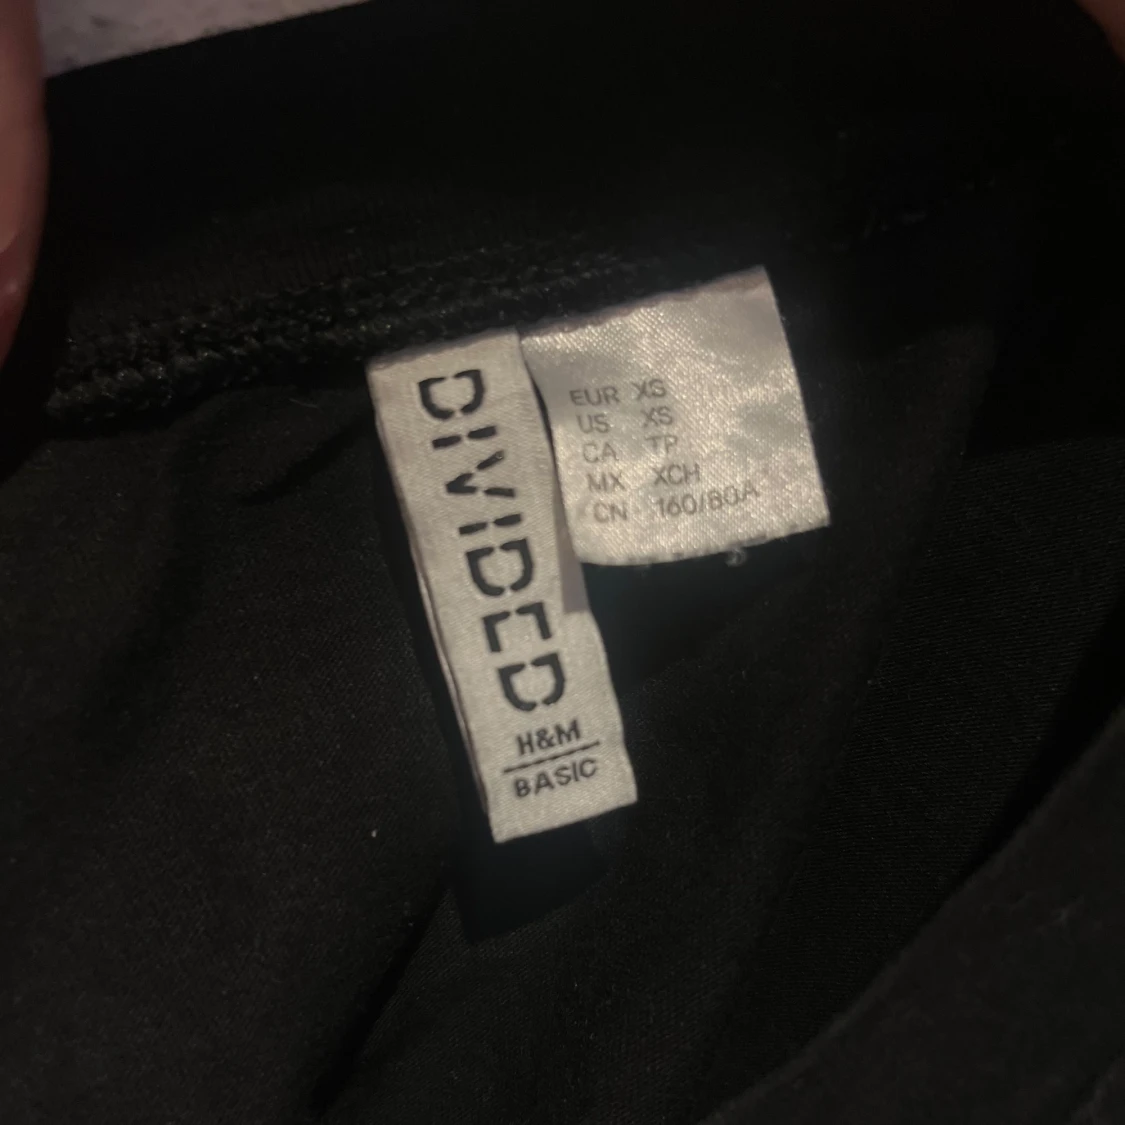 DIVIDED
H&M
BASIC
EUR XS
US XS
CA TP
MX XCH
CN 160/80A